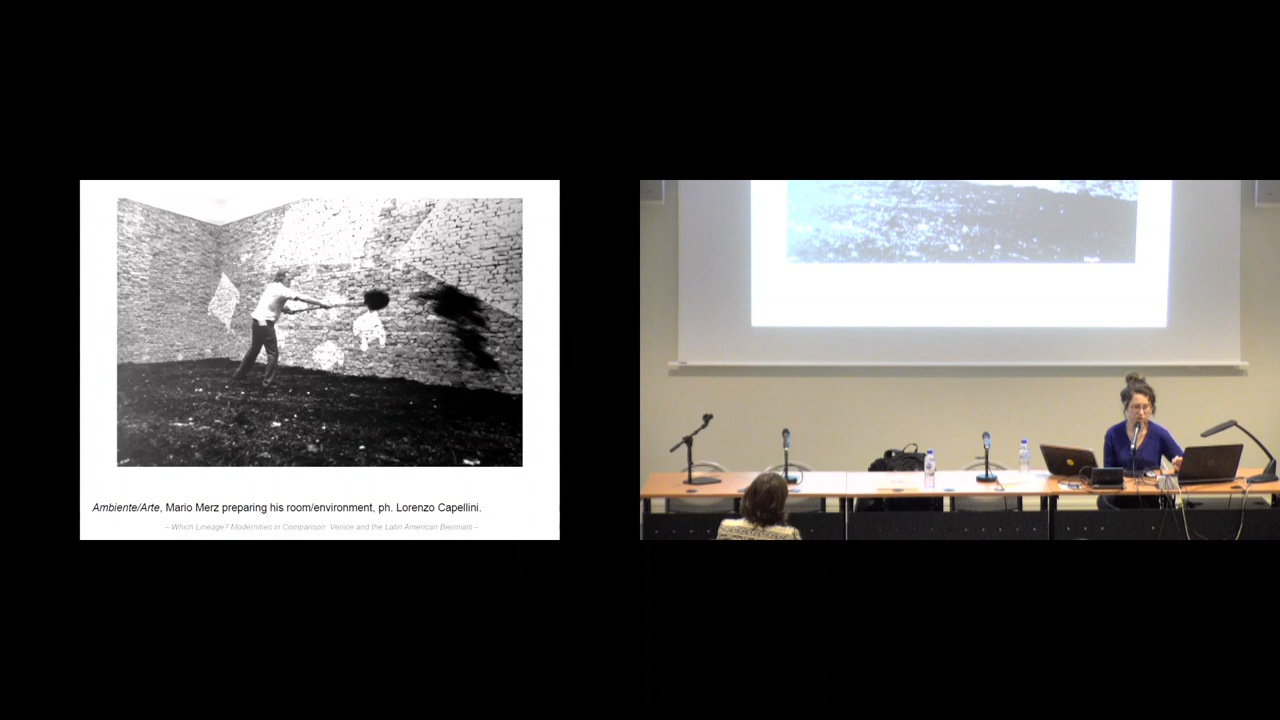 Ambiente/Arte, Mario Merz preparing his room/environment, ph. Lorenzo Capellini.
– Which Lineage? Modernities in Comparison: Venice and the Latin American Biennials –